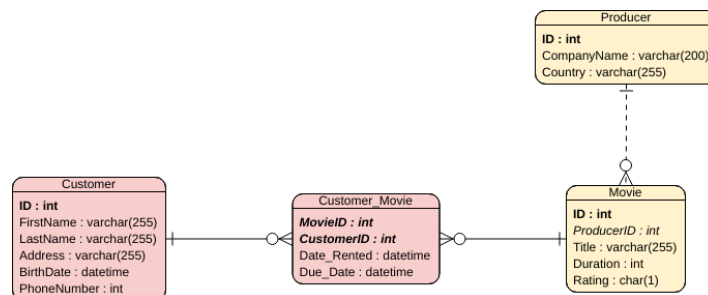 Producer
ID : int
CompanyName : varchar(200)
Country : varchar(255)
Customer
ID : int
FirstName : varchar(255)
LastName : varchar(255)
Address : varchar(255)
BirthDate : datetime
PhoneNumber : int
Customer_Movie
MovieID : int
CustomerID : int
Date_Rented : datetime
Due_Date : datetime
Movie
ID : int
ProducerID : int
Title : varchar(255)
Duration : int
Rating : char(1)